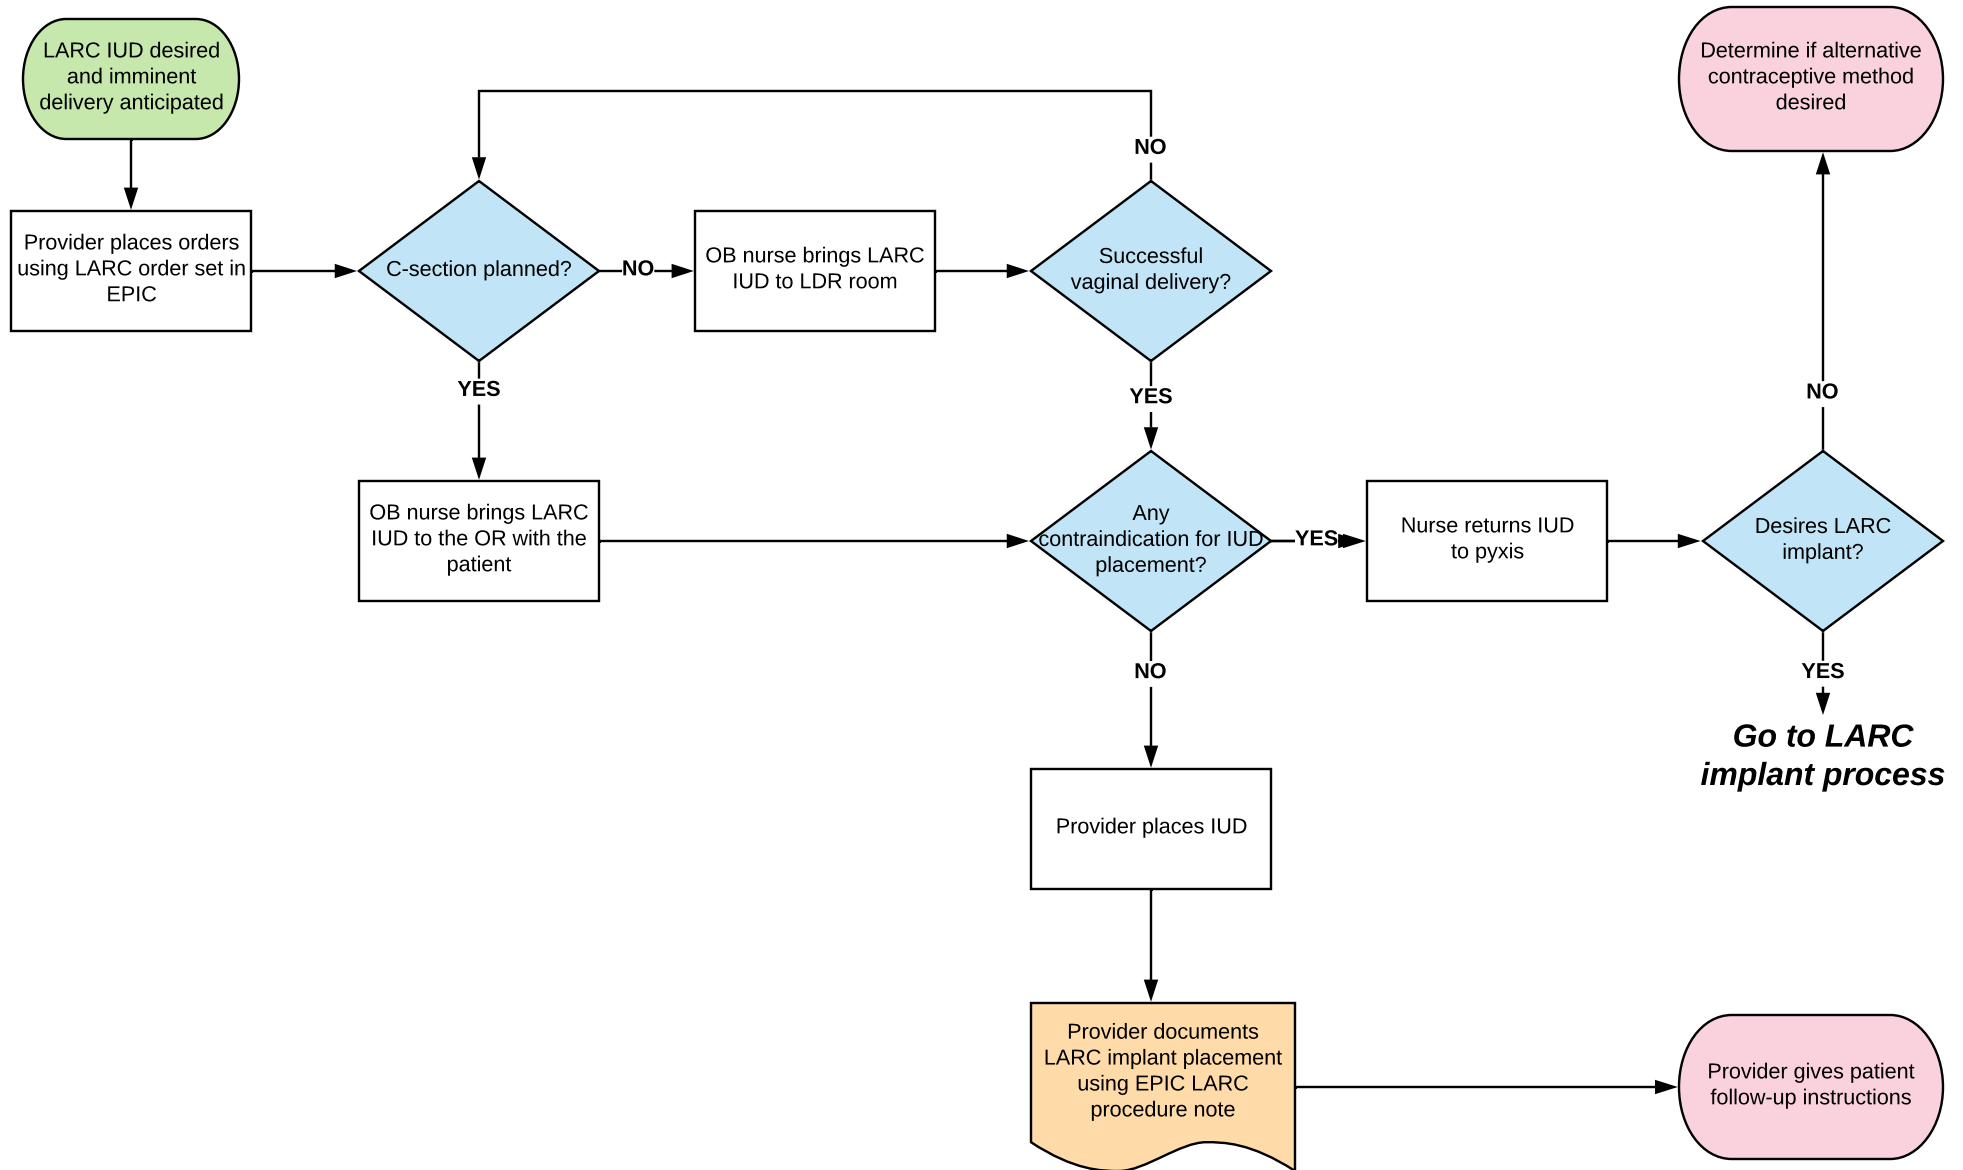 LARC IUD desired
and imminent
delivery anticipated
Determine if alternative
contraceptive method
desired
NO
Provider places orders
using LARC order set in
EPIC
C-section planned?
NO
OB nurse brings LARC
IUD to LDR room
Successful
vaginal delivery?
YES
YES
NO
OB nurse brings LARC
IUD to the OR with the
patient
Any
contraindication for IUD
placement?
YES
Nurse returns IUD
to pyxis
Desires LARC
implant?
NO
YES
Go to LARC
implant process
Provider places IUD
Provider documents
LARC implant placement
using EPIC LARC
procedure note
Provider gives patient
follow-up instructions